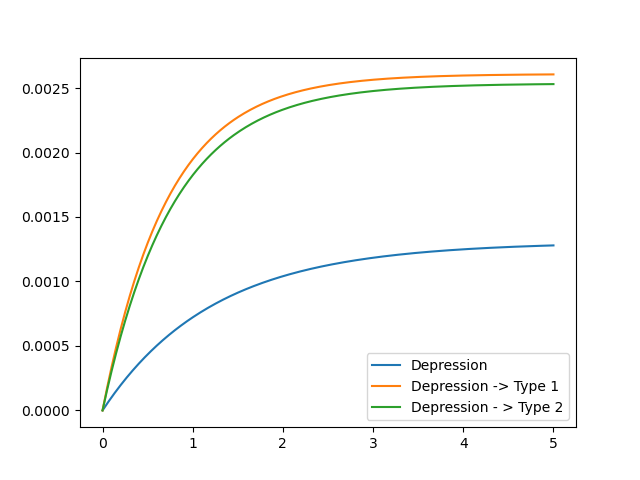 0.0025
0.0020
0.0015
0.0010
0.0005
0.0000
0 1 2 3 4 5
Depression
Depression -> Type 1
Depression - > Type 2